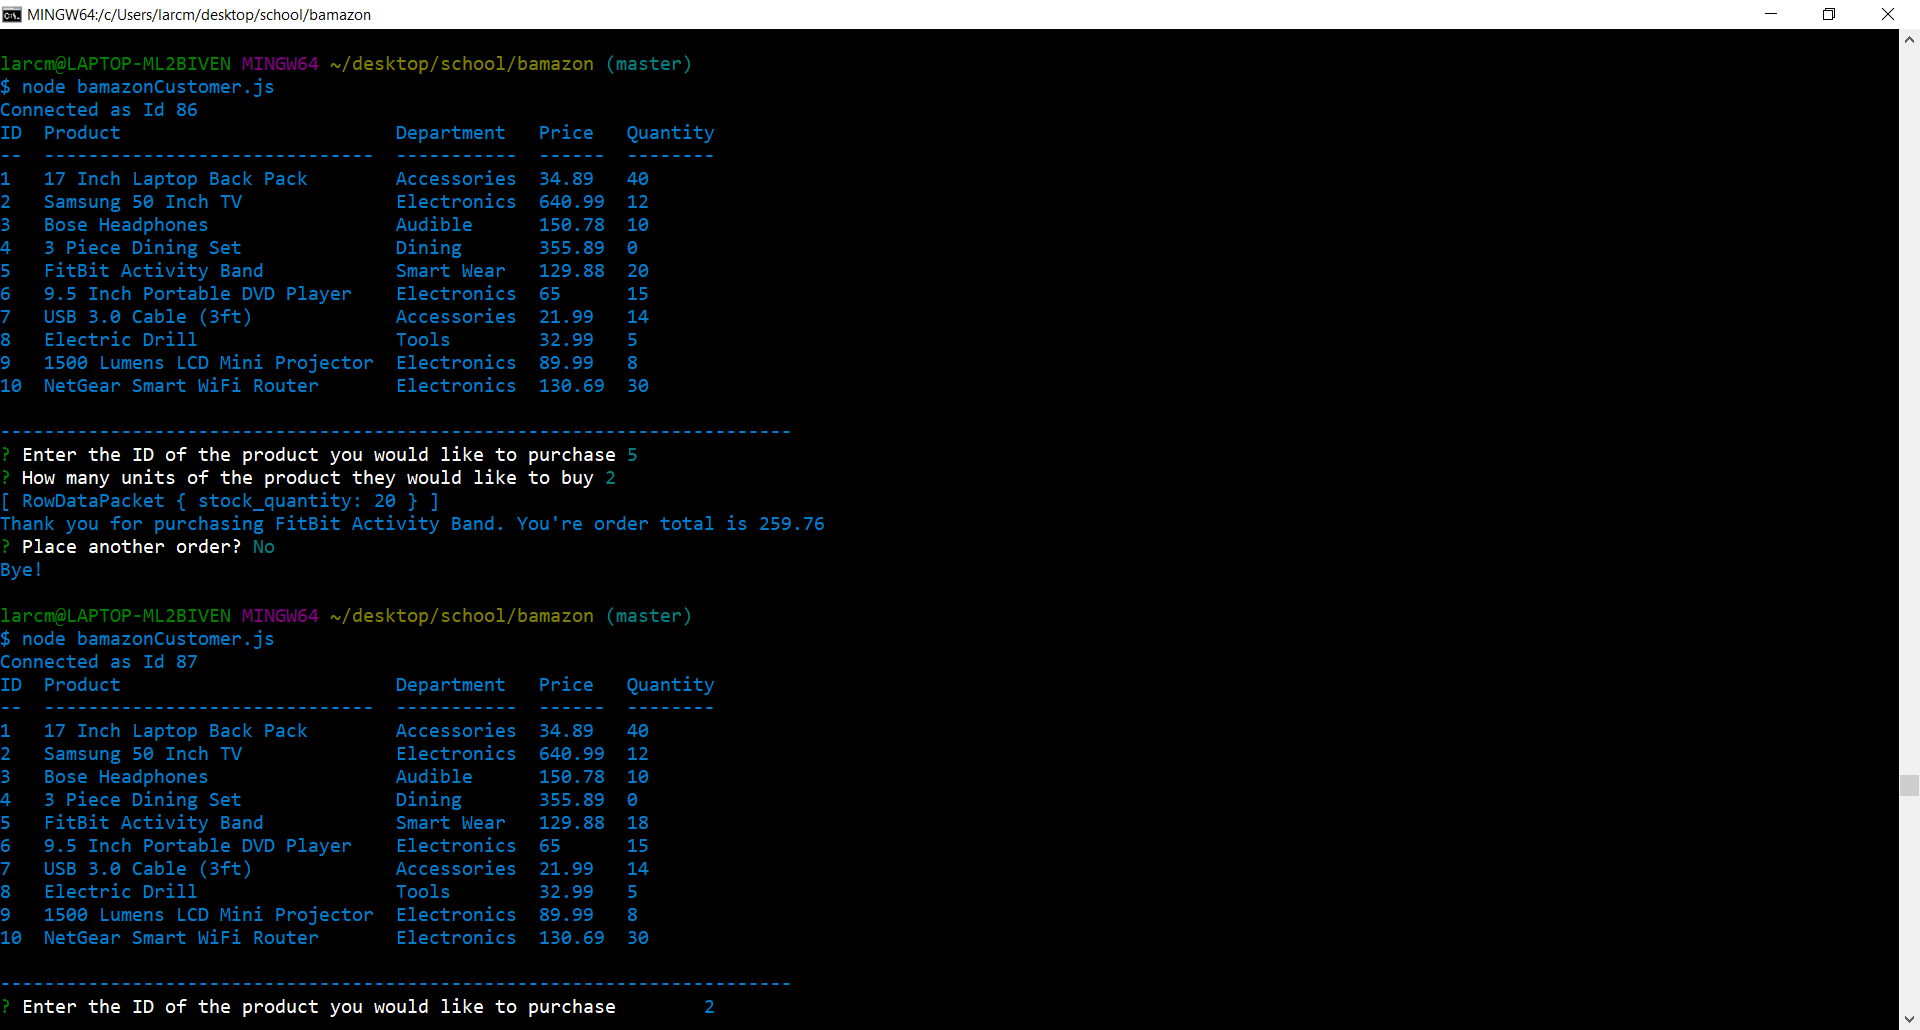 MINGW64:/c/Users/larcm/desktop/school/bamazon
larcm@LAPTOP-ML2BIVEN MINGW64 ~/desktop/school/bamazon (master)
$ node bamazonCustomer.js
Connected as Id 86
ID  Product                         Department   Price   Quantity
--  ------------------------------  -----------  ------  --------
1   17 Inch Laptop Back Pack        Accessories  34.89   40
2   Samsung 50 Inch TV              Electronics  640.99  12
3   Bose Headphones                 Audible      150.78  10
4   3 Piece Dining Set              Dining       355.89  0
5   FitBit Activity Band            Smart Wear   129.88  20
6   9.5 Inch Portable DVD Player    Electronics  65      15
7   USB 3.0 Cable (3ft)             Accessories  21.99   14
8   Electric Drill                  Tools        32.99   5
9   1500 Lumens LCD Mini Projector  Electronics  89.99   8
10  NetGear Smart WiFi Router       Electronics  130.69  30
------------------------------------------------------------------------
? Enter the ID of the product you would like to purchase 5
? How many units of the product they would like to buy 2
[ RowDataPacket { stock_quantity: 20 } ]
Thank you for purchasing FitBit Activity Band. You're order total is 259.76
? Place another order? No
Bye!
larcm@LAPTOP-ML2BIVEN MINGW64 ~/desktop/school/bamazon (master)
$ node bamazonCustomer.js
Connected as Id 87
ID  Product                         Department   Price   Quantity
--  ------------------------------  -----------  ------  --------
1   17 Inch Laptop Back Pack        Accessories  34.89   40
2   Samsung 50 Inch TV              Electronics  640.99  12
3   Bose Headphones                 Audible      150.78  10
4   3 Piece Dining Set              Dining       355.89  0
5   FitBit Activity Band            Smart Wear   129.88  18
6   9.5 Inch Portable DVD Player    Electronics  65      15
7   USB 3.0 Cable (3ft)             Accessories  21.99   14
8   Electric Drill                  Tools        32.99   5
9   1500 Lumens LCD Mini Projector  Electronics  89.99   8
10  NetGear Smart WiFi Router       Electronics  130.69  30
------------------------------------------------------------------------
? Enter the ID of the product you would like to purchase        2